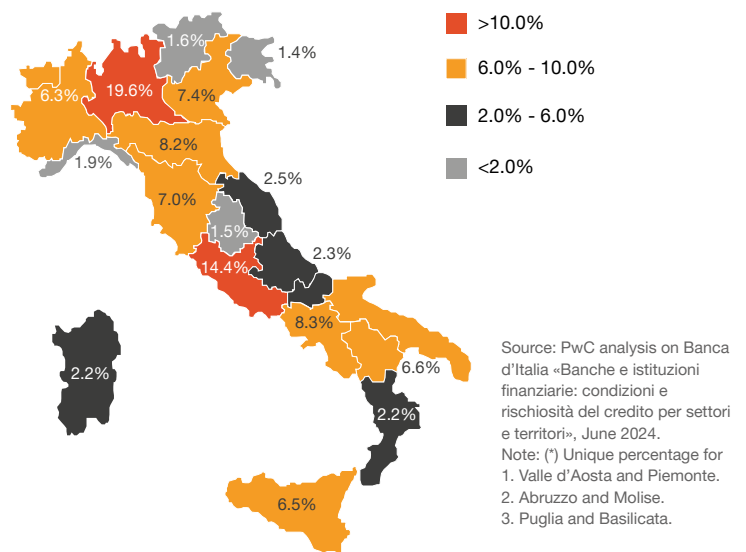 >10.0%
6.0% - 10.0%
2.0% - 6.0%
<2.0%
1.6%
1.4%
6.3%
19.6%
7.4%
8.2%
1.9%
7.0%
2.5%
1.5%
2.3%
14.4%
8.3%
6.6%
2.2%
2.2%
6.5%
Source: PwC analysis on Banca
d’Italia «Banche e istituzioni
finanziarie: condizioni e
rischiosità del credito per settori
e territori», June 2024.
Note: (*) Unique percentage for
1. Valle d’Aosta and Piemonte.
2. Abruzzo and Molise.
3. Puglia and Basilicata.